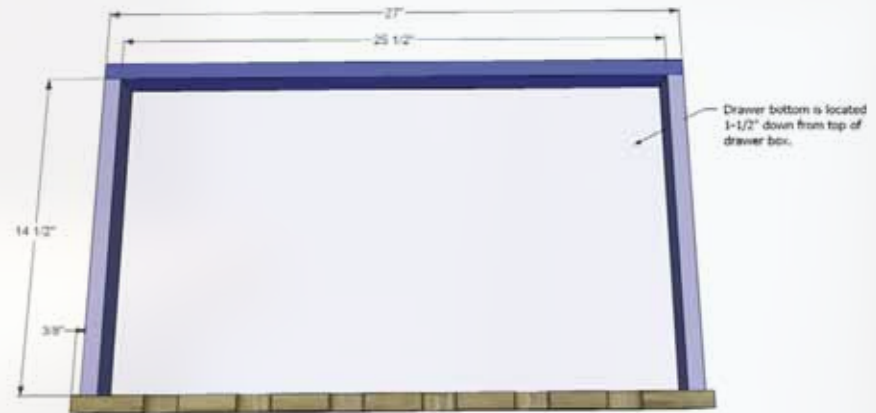 27"
25 1/2"
Drawer bottom is located
1-1/2" down from top of
drawer box.
14 1/2"
3/8"